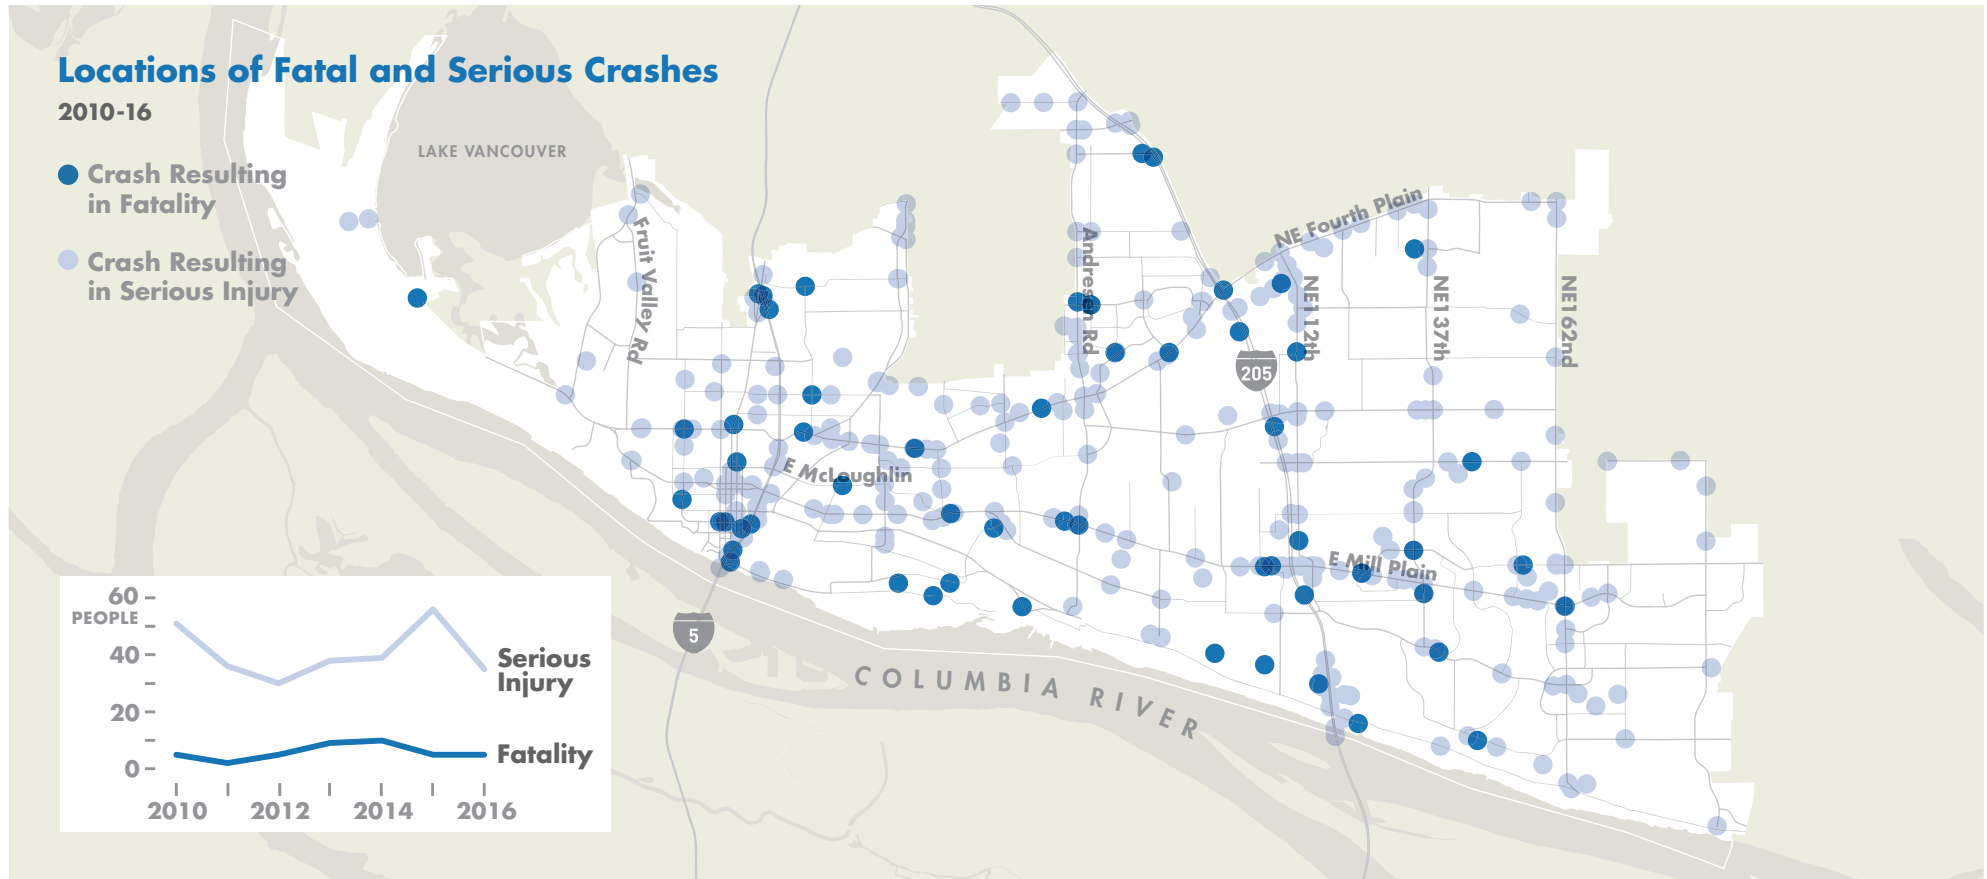 Locations of Fatal and Serious Crashes
2010-16
Crash Resulting
in Fatality
Crash Resulting
in Serious Injury
LAKE VANCOUVER
Fruit Valley Rd
Andresen Rd
NE Fourth Plain
NE112th
NE137th
NE162nd
205
E McLoughlin
E Mill Plain
5
COLUMBIA RIVER
60
PEOPLE
40
20
0
Serious
Injury
Fatality
2010 2012 2014 2016